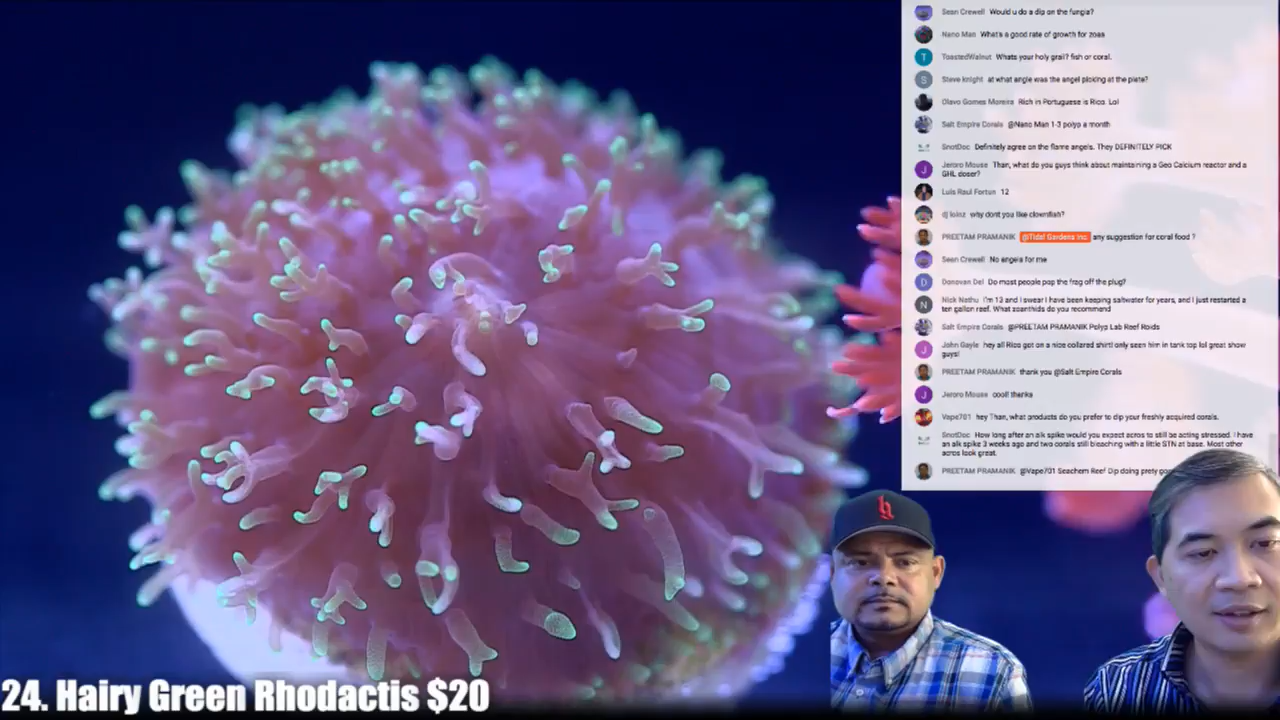 Sean Crewell Would u do a dip on the fungia?
Nano Man What's a good rate of growth for zoas
T ToastedWalnut Whats your holy grail? fish or coral.
S Steve knight at what angle was the angel picking at the plate?
Olavo Gomes Moreira Rich in Portuguese is Rico. Lol
Salt Empire Corals @Nano Man 1-3 polyp a month
SnotDoc Definitely agree on the flame angels. They DEFINITELY PICK
J Jeroro Mouse Than, what do you guys think about maintaining a Geo Calcium reactor and a
GHL doser?
Luis Raul Fortun 12
dj loinz why dont you like clownfish?
PREETAM PRAMANIK @Tidal Gardens Inc. any suggestion for coral food ?
Sean Crewell No angels for me
D Donovan Del Do most people pop the frag off the plug?
N Nick Nathu I'm 13 and I swear I have been keeping saltwater for years, and I just restarted a
ten gallon reef. What zoanthids do you recommend
Salt Empire Corals @PREETAM PRAMANIK Polyp Lab Reef Roids
J John Gayle hey all Rico got on a nice collared shirt! only seen him in tank top lol great show
guys!
PREETAM PRAMANIK thank you @Salt Empire Corals
J Jeroro Mouse cool! thanks
Vape701 hey Than, what products do you prefer to dip your freshly acquired corals.
SnotDoc How long after an alk spike would you expect acros to still be acting stressed. I have
an alk spike 3 weeks ago and two corals still bleaching with a little STN at base. Most other
acros look great.
PREETAM PRAMANIK @Vape701 Seachem Reef Dip doing prety
24. Hairy Green Rhodactis $20